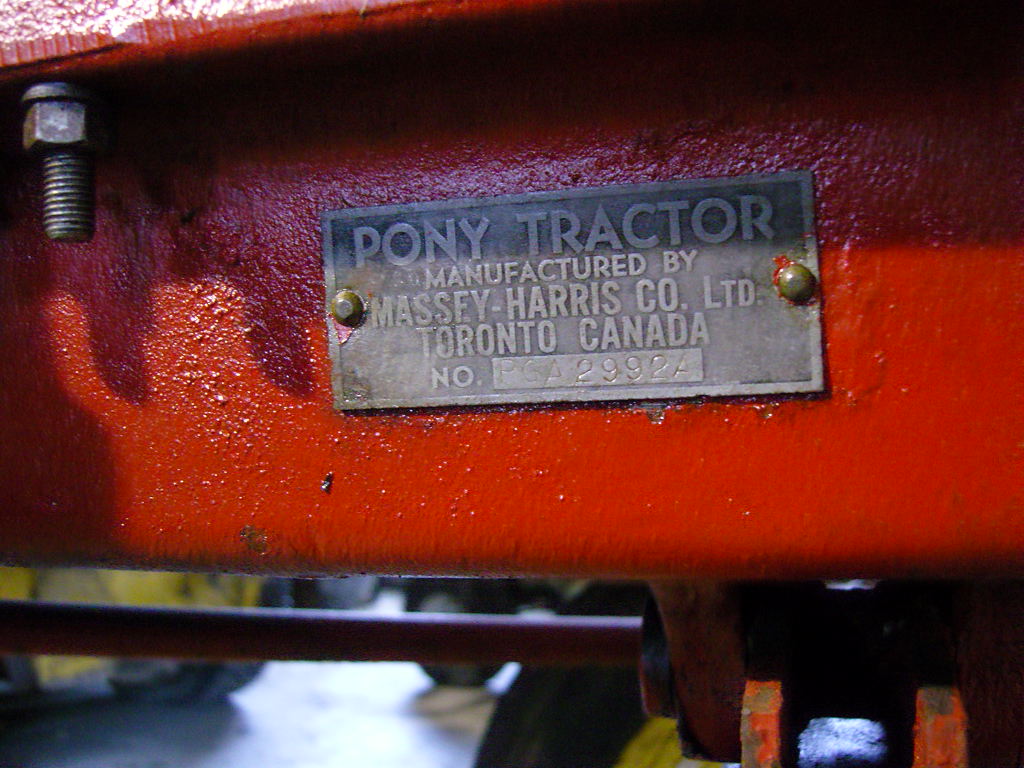 PONY TRACTOR
MANUFACTURED BY
MASSEY-HARRIS CO. LTD.
TORONTO CANADA
NO. PGA 2992A